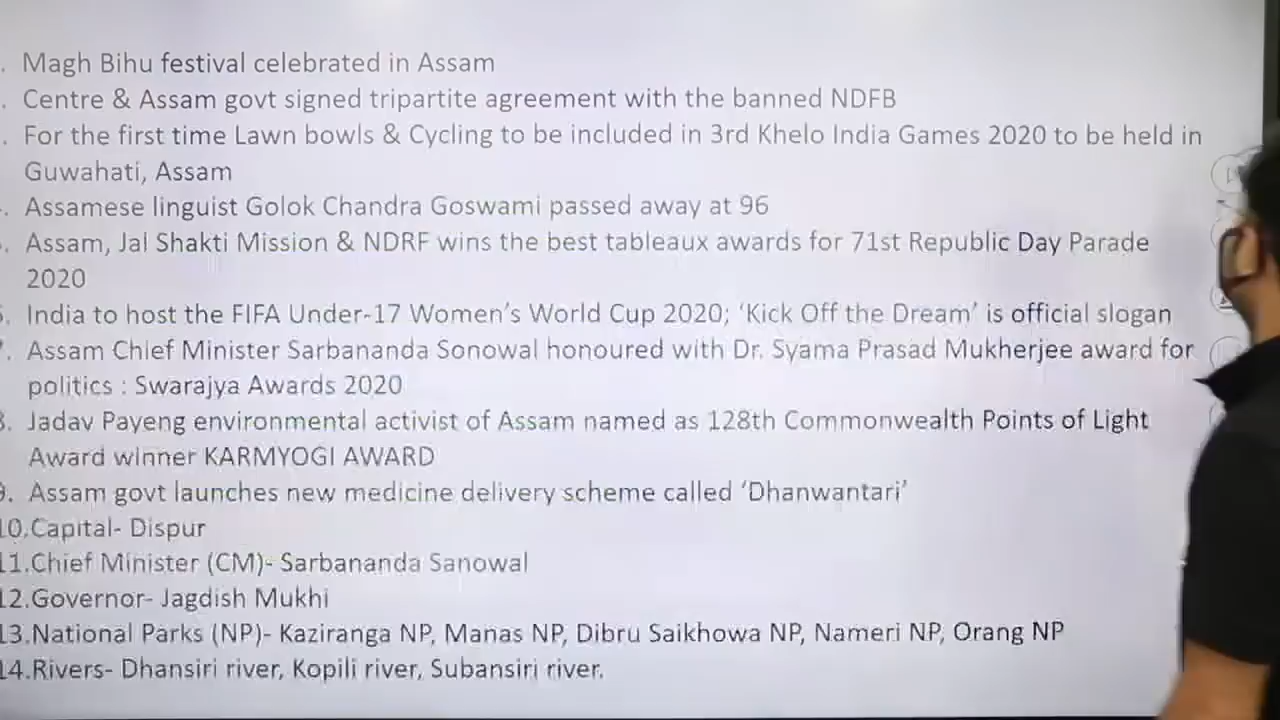 . Magh Bihu festival celebrated in Assam
. Centre & Assam govt signed tripartite agreement with the banned NDFB
. For the first time Lawn bowls & Cycling to be included in 3rd Khelo India Games 2020 to be held in
Guwahati, Assam
. Assamese linguist Golok Chandra Goswami passed away at 96
. Assam, Jal Shakti Mission & NDRF wins the best tableaux awards for 71st Republic Day Parade
2020
. India to host the FIFA Under-17 Women's World Cup 2020; 'Kick Off the Dream' is official slogan
7. Assam Chief Minister Sarbananda Sonowal honoured with Dr. Syama Prasad Mukherjee award for
politics : Swarajya Awards 2020
8. Jadav Payeng environmental activist of Assam named as 128th Commonwealth Points of Light
Award winner KARMYOGI AWARD
9. Assam govt launches new medicine delivery scheme called 'Dhanwantari'
10.Capital- Dispur
11.Chief Minister (CM)- Sarbananda Sanowal
12.Governor- Jagdish Mukhi
13.National Parks (NP)- Kaziranga NP, Manas NP, Dibru Saikhowa NP, Nameri NP, Orang NP
14.Rivers- Dhansiri river, Kopili river, Subansiri river.